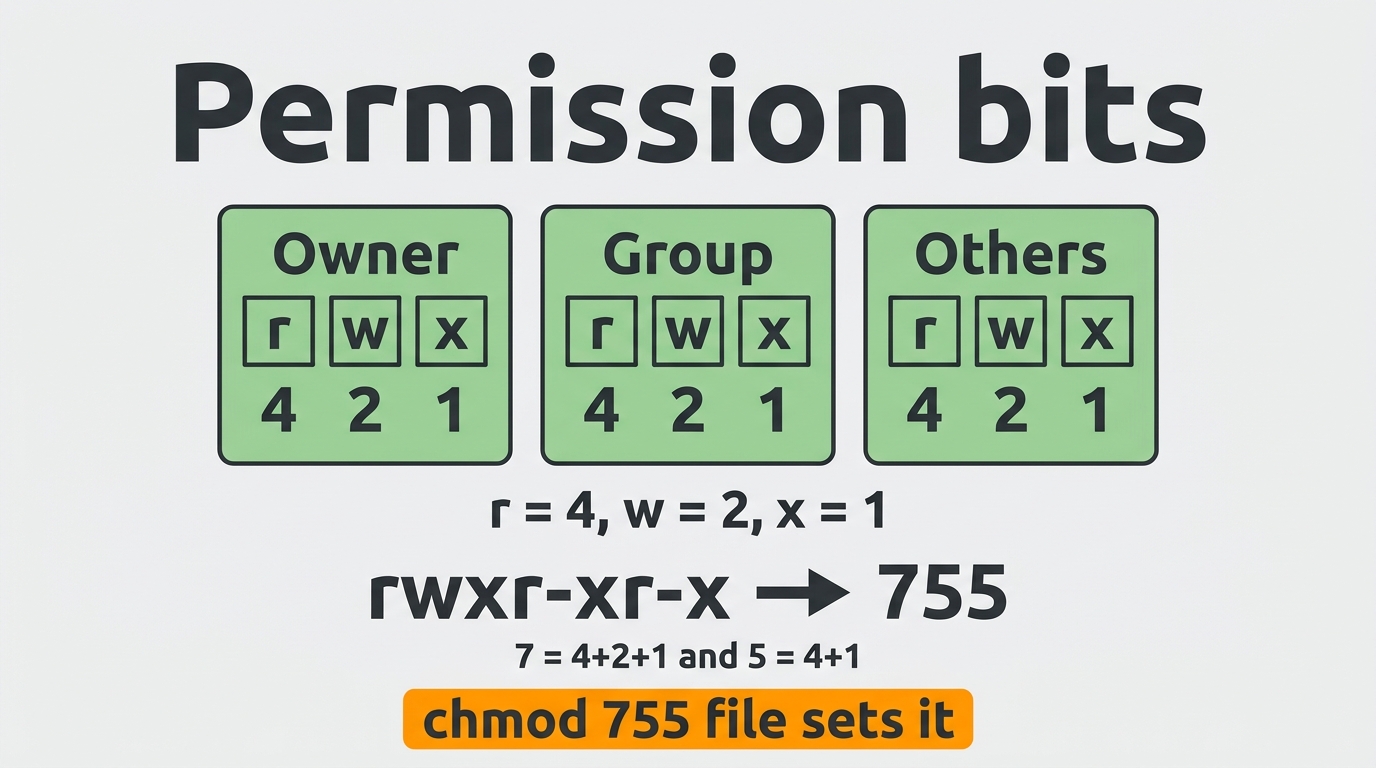 Permission bits
Owner Group Others
r w x r w x r w x
4 2 1 4 2 1 4 2 1
r = 4, w = 2, x = 1
rwxr-xr-x → 755
7 = 4+2+1 and 5 = 4+1
chmod 755 file sets it